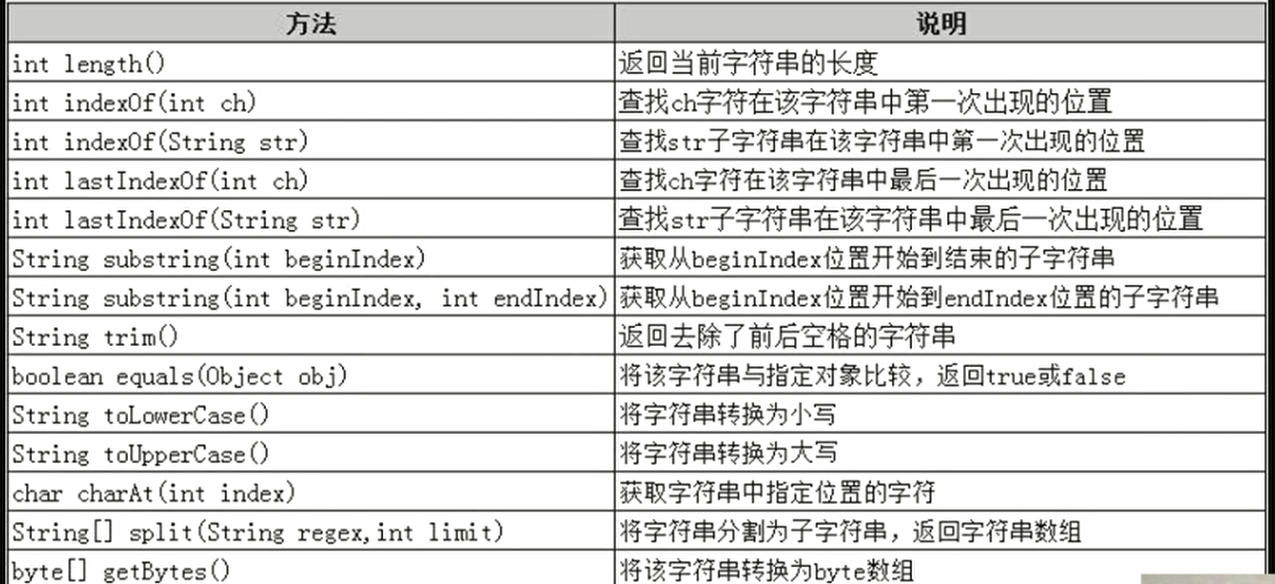 方法 说明
int length() 返回当前字符串的长度
int indexOf(int ch) 查找ch字符在该字符串中第一次出现的位置
int indexOf(String str) 查找str子字符串在该字符串中第一次出现的位置
int lastIndexOf(int ch) 查找ch字符在该字符串中最后一次出现的位置
int lastIndexOf(String str) 查找str子字符串在该字符串中最后一次出现的位置
String substring(int beginIndex) 获取从beginIndex位置开始到结束的子字符串
String substring(int beginIndex, int endIndex) 获取从beginIndex位置开始到endIndex位置的子字符串
String trim() 返回去除了前后空格的字符串
boolean equals(Object obj) 将该字符串与指定对象比较，返回true或false
String toLowerCase() 将字符串转换为小写
String toUpperCase() 将字符串转换为大写
char charAt(int index) 获取字符串中指定位置的字符
String[] split(String regex,int limit) 将字符串分割为子字符串，返回字符串数组
byte[] getBytes() 将该字符串转换为byte数组